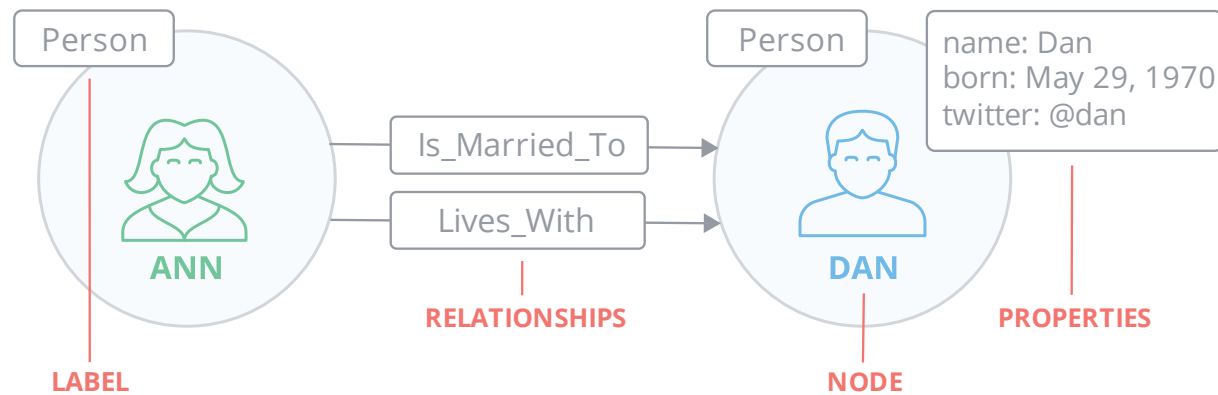 Person
Person
name: Dan
born: May 29, 1970
twitter: @dan
Is_Married_To
Lives_With
ANN
DAN
RELATIONSHIPS
PROPERTIES
LABEL
NODE